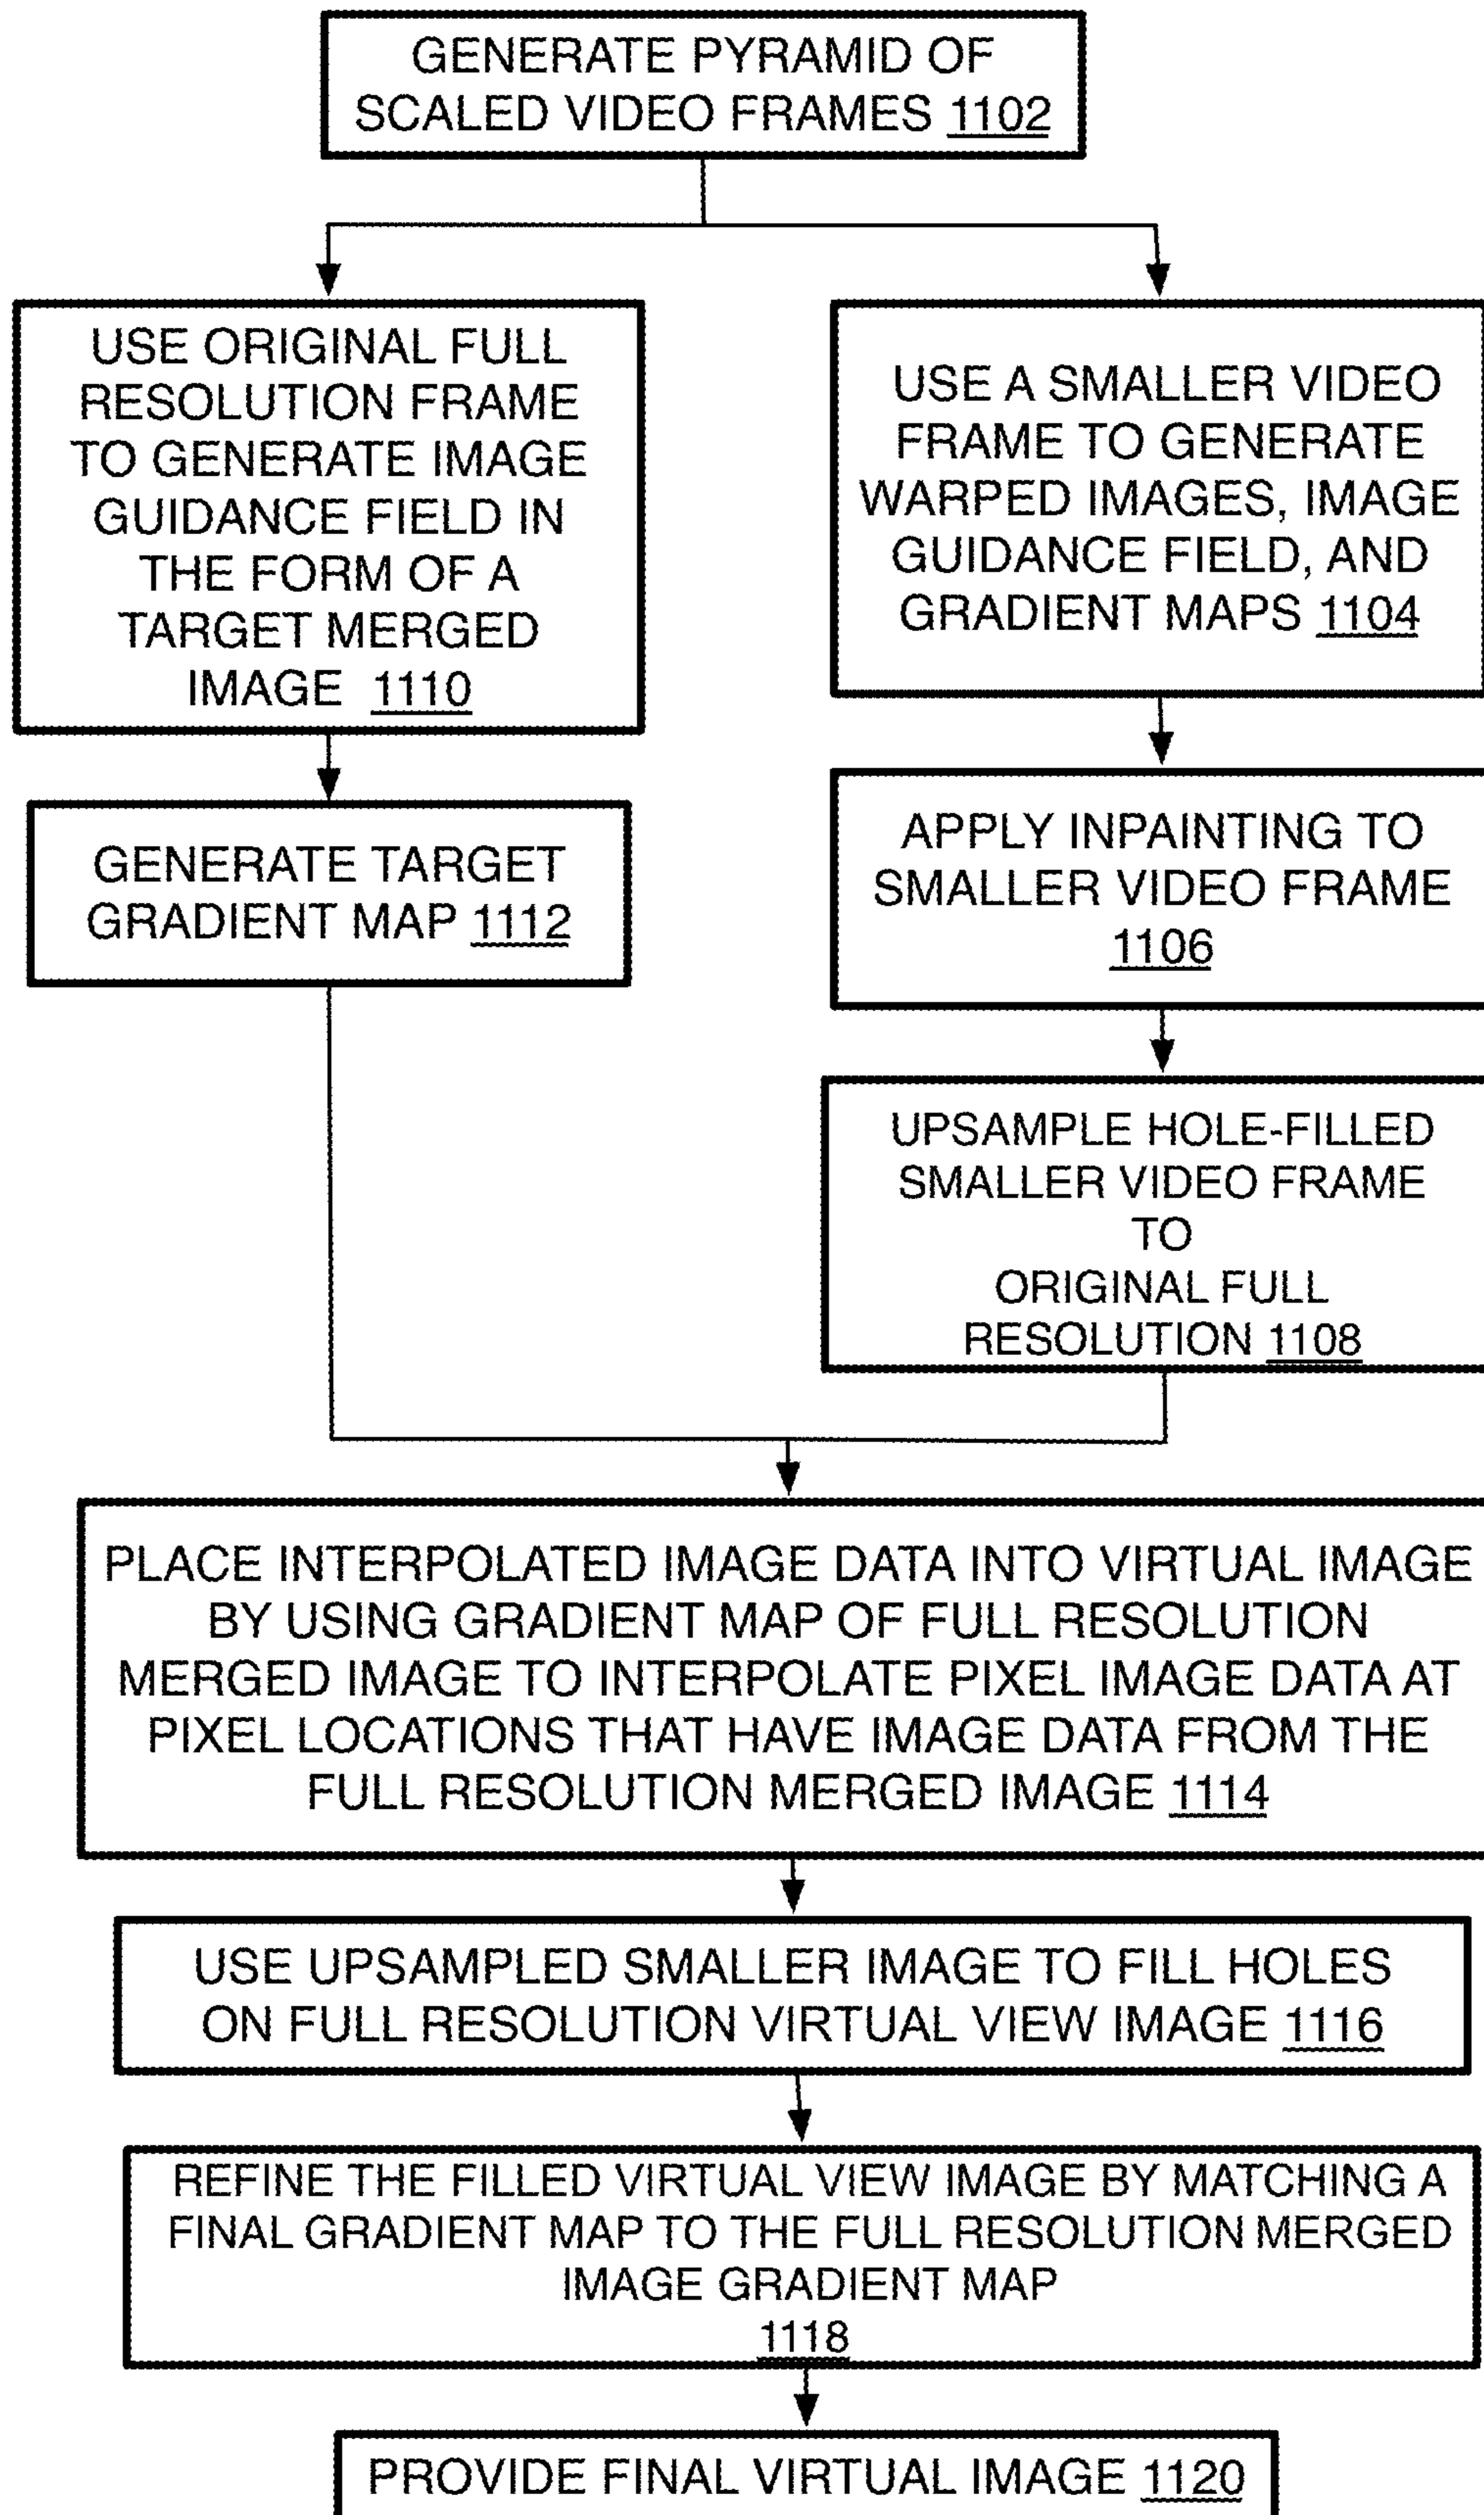 GENERATE PYRAMID OF
SCALED VIDEO FRAMES 1102
USE ORIGINAL FULL
RESOLUTION FRAME
TO GENERATE IMAGE
GUIDANCE FIELD IN
THE FORM OF A
TARGET MERGED
IMAGE 1110
GENERATE TARGET
GRADIENT MAP 1112
USE A SMALLER VIDEO
FRAME TO GENERATE
WARPED IMAGES, IMAGE
GUIDANCE FIELD, AND
GRADIENT MAPS 1104
APPLY INPAINTING TO
SMALLER VIDEO FRAME
1106
UPSAMPLE HOLE-FILLED
SMALLER VIDEO FRAME
TO
ORIGINAL FULL
RESOLUTION 1108
PLACE INTERPOLATED IMAGE DATA INTO VIRTUAL IMAGE
BY USING GRADIENT MAP OF FULL RESOLUTION
MERGED IMAGE TO INTERPOLATE PIXEL IMAGE DATA AT
PIXEL LOCATIONS THAT HAVE IMAGE DATA FROM THE
FULL RESOLUTION MERGED IMAGE 1114
USE UPSAMPLED SMALLER IMAGE TO FILL HOLES
ON FULL RESOLUTION VIRTUAL VIEW IMAGE 1116
REFINE THE FILLED VIRTUAL VIEW IMAGE BY MATCHING A
FINAL GRADIENT MAP TO THE FULL RESOLUTION MERGED
IMAGE GRADIENT MAP
1118
PROVIDE FINAL VIRTUAL IMAGE 1120